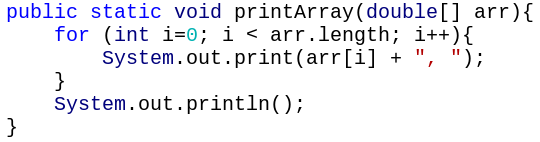 public static void printArray(double[] arr){
    for (int i=0; i < arr.length; i++){
        System.out.print(arr[i] + ", ");
    }
    System.out.println();
}